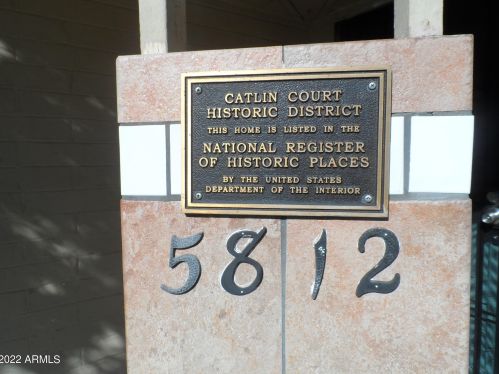 CATLIN COURT
HISTORIC DISTRICT
THIS HOME IS LISTED IN THE
NATIONAL REGISTER
OF HISTORIC PLACES
BY THE UNITED STATES
DEPARTMENT OF THE INTERIOR
5812
2022 ARMLS